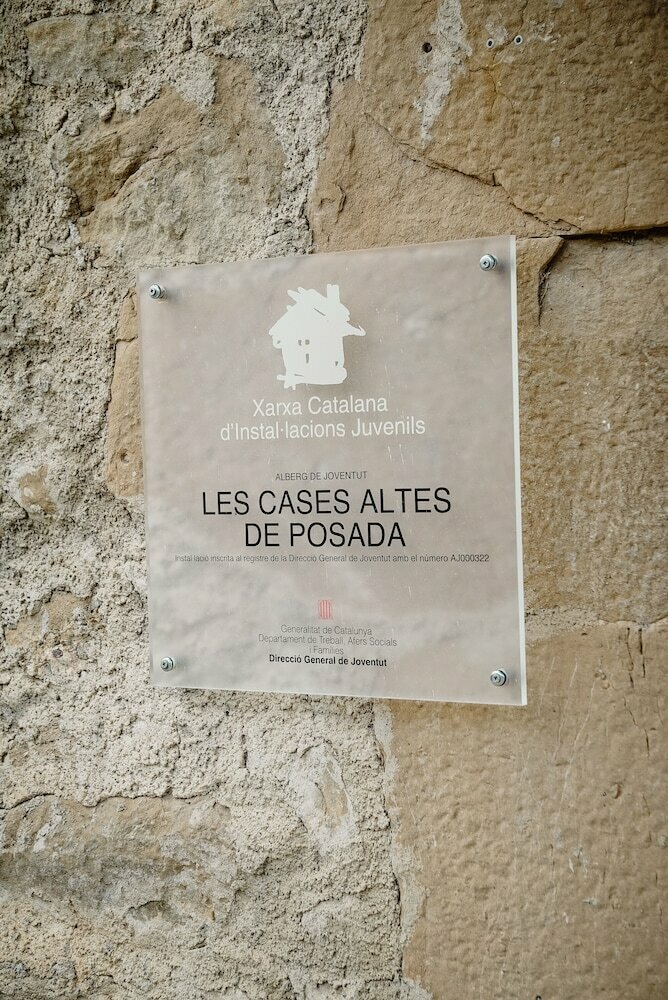 Xarxa Catalana
d'Instal·lacions Juvenils
ALBERG DE JOVENTUT
LES CASES ALTES
DE POSADA
Instal·lació inscrita al registre de la Direcció General de Joventut amb el número AJ000322
Generalitat de Catalunya
Departament de Treball, Afers Socials
i Famílies
Direcció General de Joventut